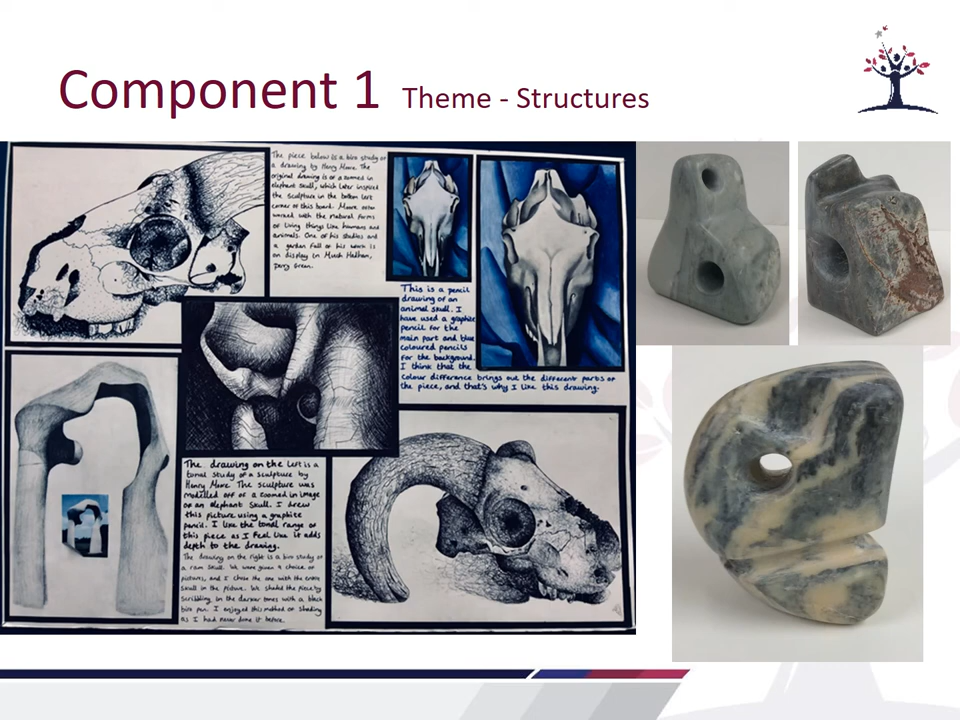 Component 1 Theme - Structures
The piece below is a biro study of
a drawing by Henry Moore. The
original drawing is of a zoomed in
elephant skull, which later inspired
the sculpture in the bottom left
corner of this board. Moore often
worked with the natural forms
of living things like humans and
animals. One of his studies and
a garden full of his work is
on display in Much Hadham,
Perry Green.
This is a pencil
drawing of an
animal skull. I
have used a graphite
pencil for the
main part and blue
coloured pencils
for the background.
I think that the
colour difference brings out the different parts of
the piece, and that's why I like this drawing.
The drawing on the left is a
tonal study of a sculpture by
Henry Moore. The sculpture was
modelled off of a zoomed in image
of an elephant skull. I drew
this picture using a graphite
pencil. I like the tonal range as
this piece as I feel like it adds
depth to the drawing.
The drawing on the right is a biro study of
a ram skull. We were given a choice of
pictures, and I chose the one with the entire
skull in the picture. We shaded the piece by
scribbling in the darker tones with a black
biro pen. I enjoyed this method of shading
as I had never done it before.